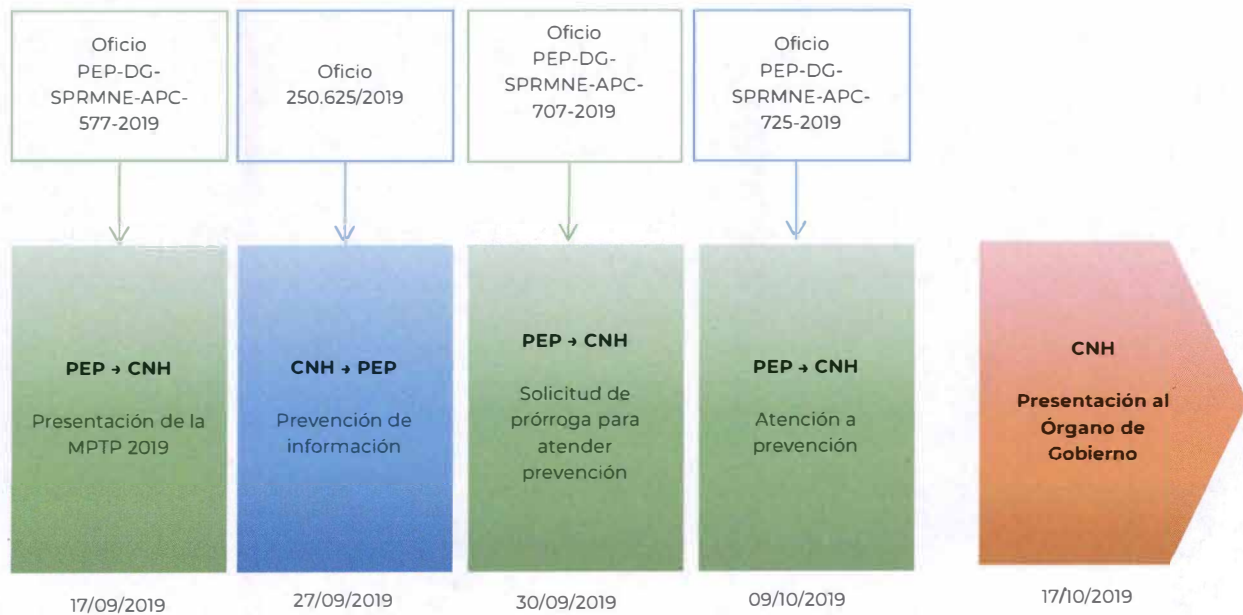 Oficio
PEP-DG-
SPRMNE-APC-
577-2019
Oficio
250.625/2019
Oficio
PEP-DG-
SPRMNE-APC-
707-2019
Oficio
PEP-DG-
SPRMNE-APC-
725-2019
PEP → CNH
Presentación de la
MPTP 2019
CNH → PEP
Prevención de
información
PEP → CNH
Solicitud de
prórroga para
atender
prevención
PEP → CNH
Atención a
prevención
CNH
Presentación al
Órgano de
Gobierno
17/09/2019
27/09/2019
30/09/2019
09/10/2019
17/10/2019